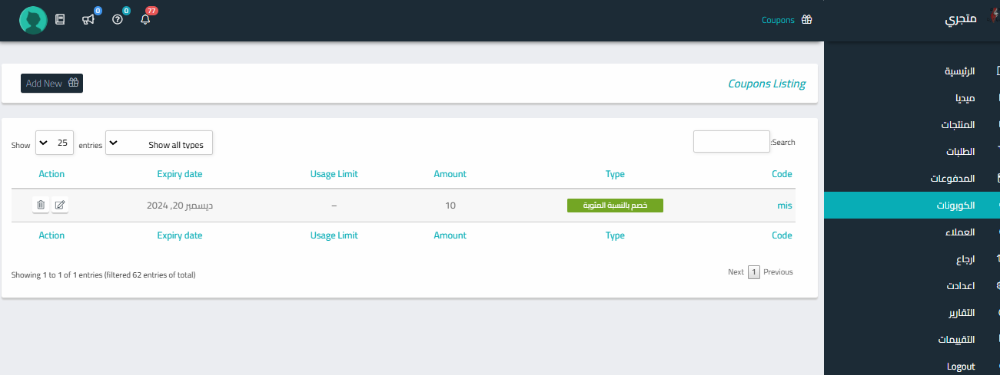 متجري
Coupons
77
0
0
الرئيسية
ميديا
المنتجات
الطلبات
المدفوعات
الكوبونات
العملاء
ارجاع
اعدادت
التقارير
التقييمات
Logout
Coupons Listing
Add New
Show 25 entries Show all types
Search:
Code Type Amount Usage Limit Expiry date Action
mis خصم بالنسبة المئوية 10 – ديسمبر 20, 2024
Code Type Amount Usage Limit Expiry date Action
Previous 1 Next
Showing 1 to 1 of 1 entries (filtered 62 entries of total)